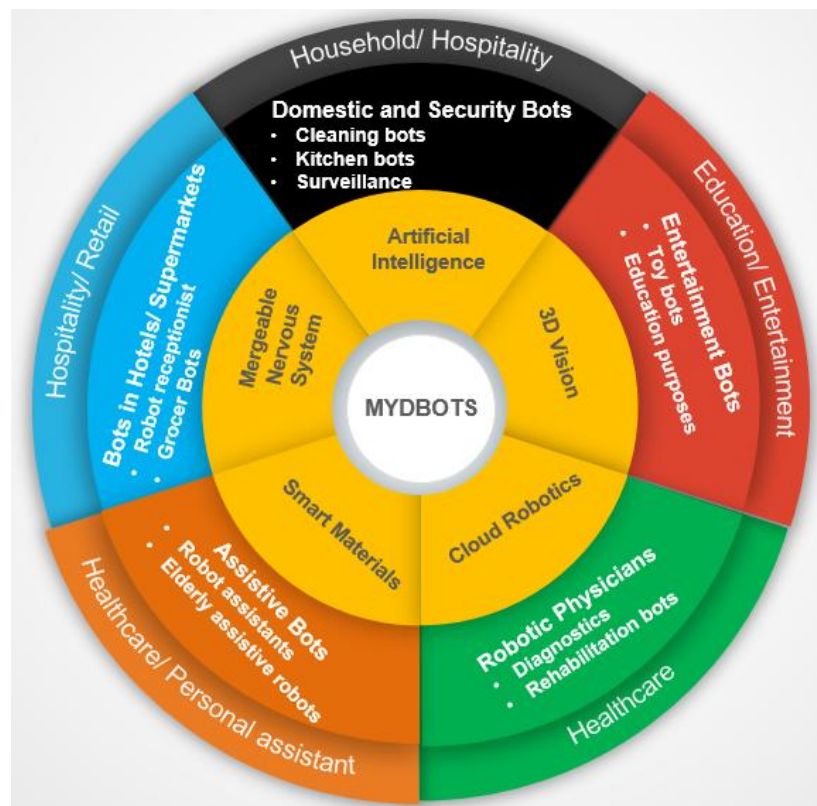 Household/ Hospitality
Domestic and Security Bots
• Cleaning bots
• Kitchen bots
• Surveillance
Education/ Entertainment
Entertainment Bots
• Toy bots
• Education purposes
Healthcare
Robotic Physicians
• Diagnostics
• Rehabilitation bots
Healthcare/ Personal assistant
Assistive Bots
• Robot assistants
• Elderly assistive robots
Hospitality/ Retail
Bots in Hotels/ Supermarkets
• Robot receptionist
• Grocer Bots
Artificial
Intelligence
3D Vision
Cloud Robotics
Smart Materials
Mergeable
Nervous
System
MYDBOTS